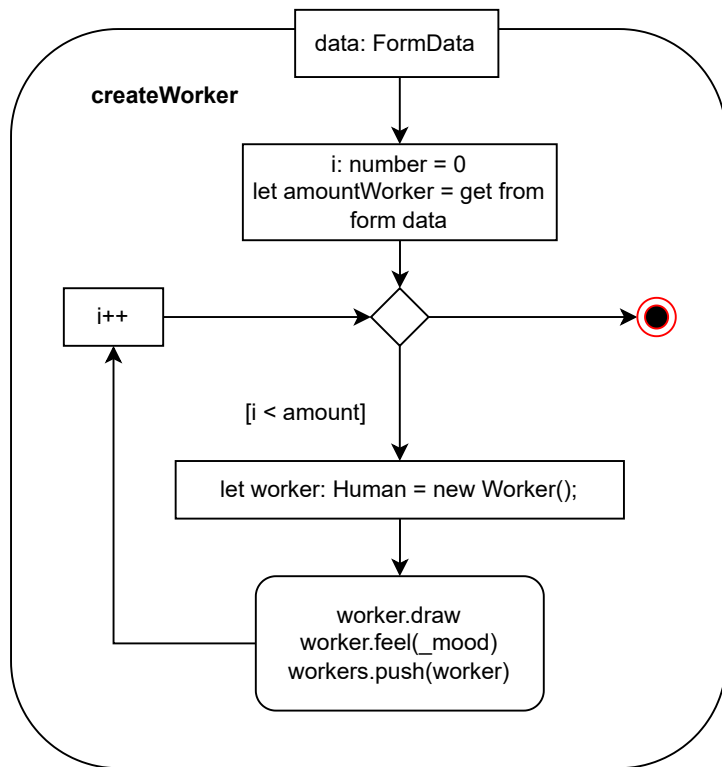 data: FormData
createWorker
i: number = 0
let amountWorker = get from
form data
i++
[i < amount]
let worker: Human = new Worker();
worker.draw
worker.feel(_mood)
workers.push(worker)